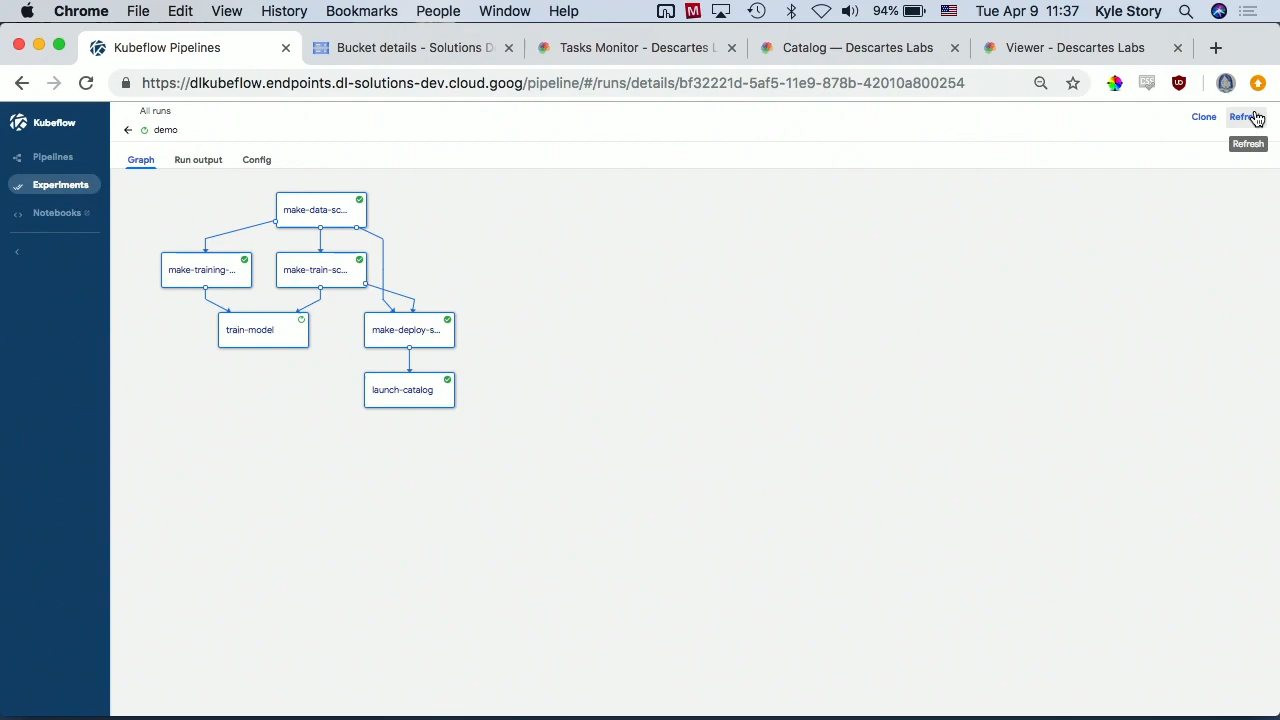 Chrome File Edit View History Bookmarks People Window Help 94% Tue Apr 9 11:37 Kyle Story
Kubeflow Pipelines Bucket details - Solutions D Tasks Monitor - Descartes L Catalog — Descartes Labs Viewer - Descartes Labs
https://dlkubeflow.endpoints.dl-solutions-dev.cloud.goog/pipeline/#/runs/details/bf32221d-5af5-11e9-878b-42010a800254
Kubeflow
Pipelines
Experiments
Notebooks
All runs
demo
Clone Refresh
Refresh
Graph Run output Config
make-data-sc...
make-training-... make-train-sc...
train-model make-deploy-s...
launch-catalog